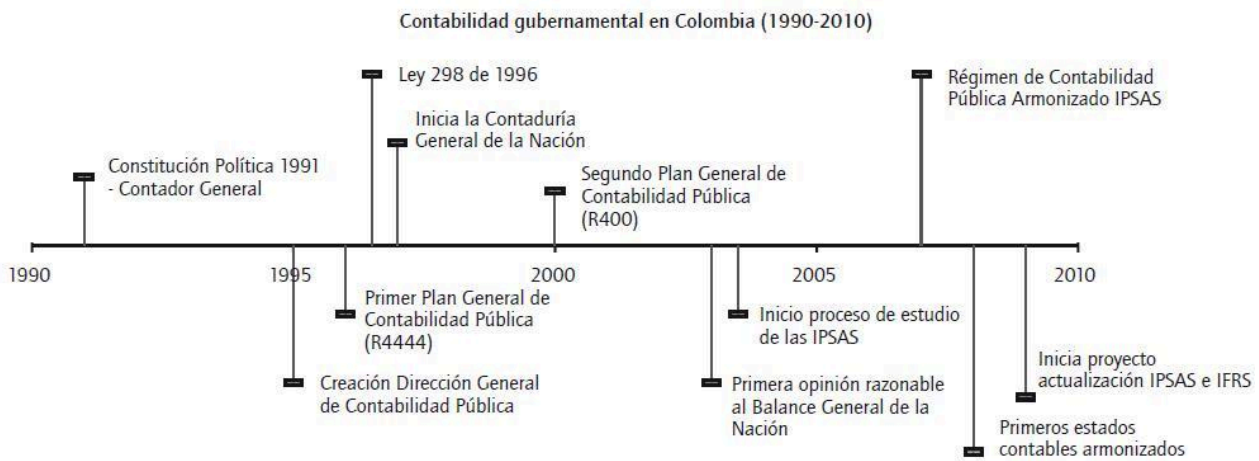 Contabilidad gubernamental en Colombia (1990-2010)
Ley 298 de 1996
Régimen de Contabilidad
Pública Armonizado IPSAS
Inicia la Contaduría
General de la Nación
Constitución Política 1991
- Contador General
Segundo Plan General de
Contabilidad Pública
(R400)
1990
1995
2000
2005
2010
Primer Plan General de
Contabilidad Pública
(R4444)
Inicio proceso de estudio
de las IPSAS
Creación Dirección General
de Contabilidad Pública
Primera opinión razonable
al Balance General de la
Nación
Inicia proyecto
actualización IPSAS e IFRS
Primeros estados
contables armonizados